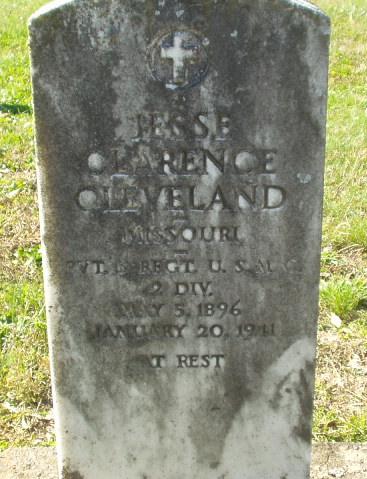 JESSE
CLARENCE
CLEVELAND
MISSOURI
PVT. REGT. U. S. M. C.
2 DIV.
MAY 5, 1896
JANUARY 20, 1941
AT REST